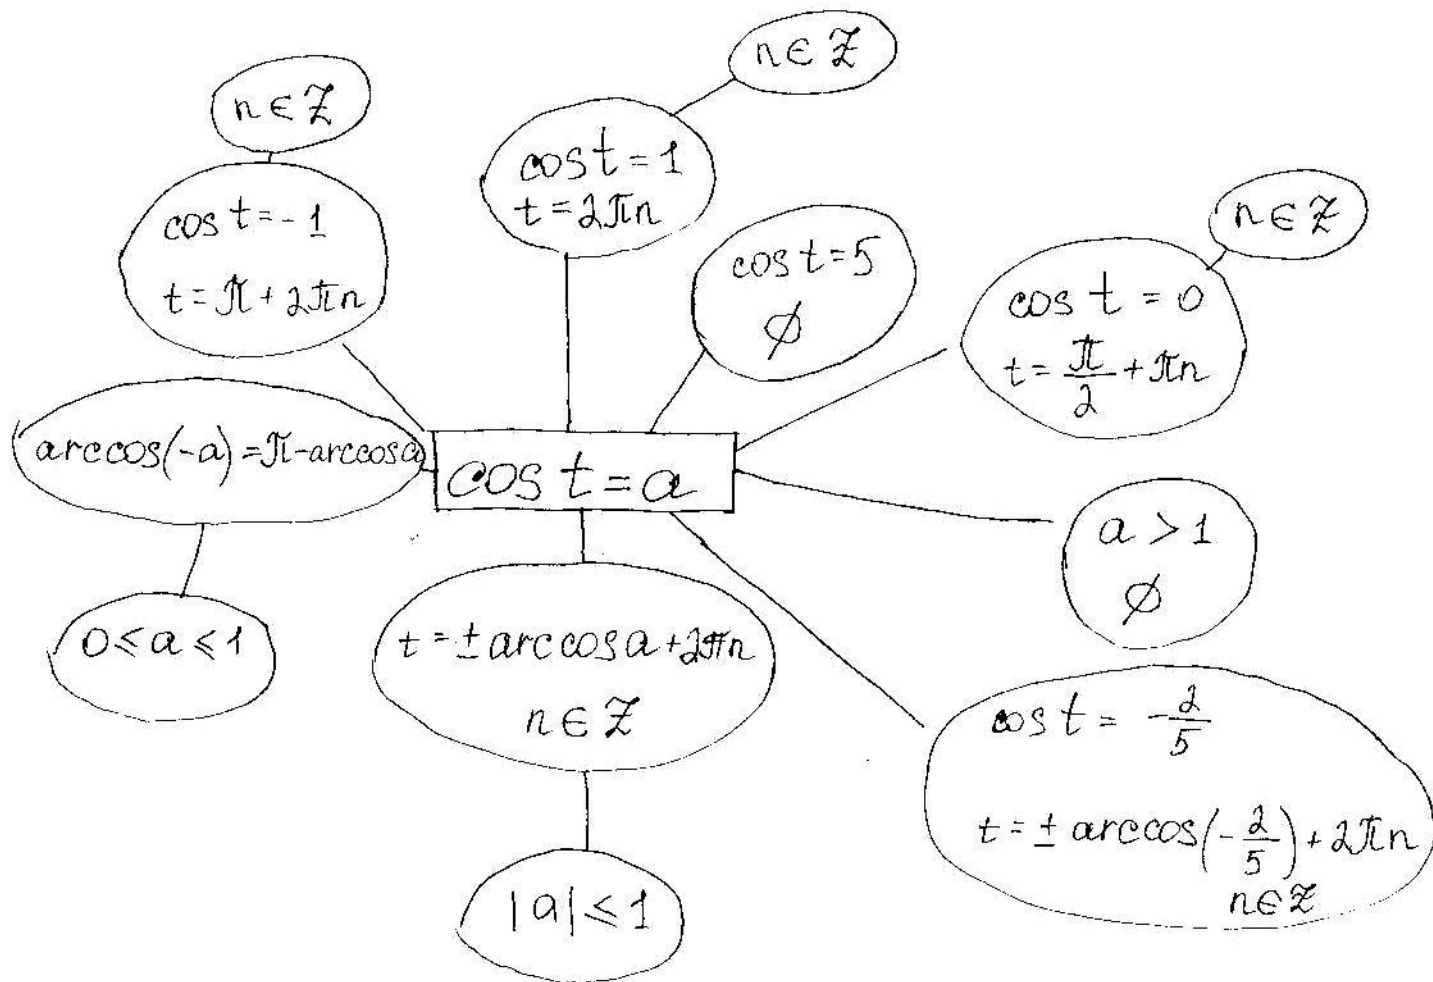 n ∈ Z
n ∈ Z
cos t = 1
t = 2πn
cos t = -1
t = π + 2πn
n ∈ Z
cos t = 5
∅
cos t = 0
t = π/2 + πn
arccos(-a) = π - arccos a
cos t = a
a > 1
∅
0 ≤ a ≤ 1
t = ± arccos a + 2πn
n ∈ Z
cos t = -2/5
t = ± arccos(-2/5) + 2πn
n ∈ Z
|a| ≤ 1